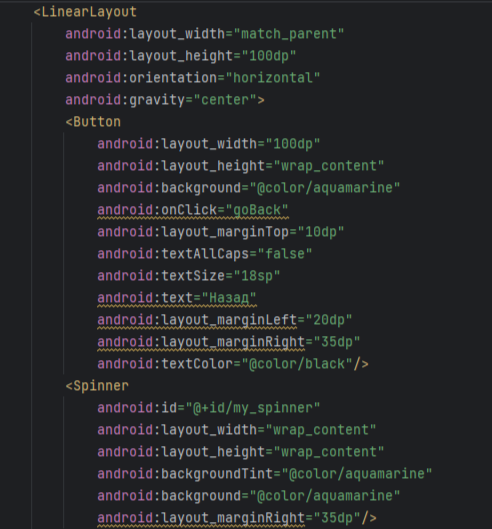 <LinearLayout
android:layout_width="match_parent"
android:layout_height="100dp"
android:orientation="horizontal"
android:gravity="center">
<Button
android:layout_width="100dp"
android:layout_height="wrap_content"
android:background="@color/aquamarine"
android:onClick="goBack"
android:layout_marginTop="10dp"
android:textAllCaps="false"
android:textSize="18sp"
android:text="Назад"
android:layout_marginLeft="20dp"
android:layout_marginRight="35dp"
android:textColor="@color/black"/>
<Spinner
android:id="@+id/my_spinner"
android:layout_width="wrap_content"
android:layout_height="wrap_content"
android:backgroundTint="@color/aquamarine"
android:background="@color/aquamarine"
android:layout_marginRight="35dp"/>